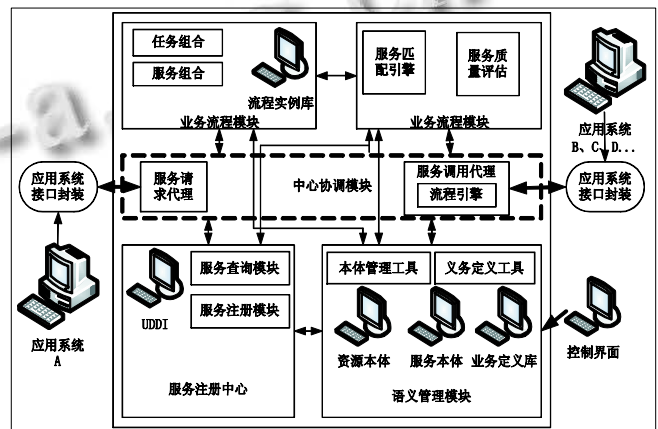 任务组合
服务组合
流程实例库
业务流程模块
服务匹
配引擎
服务质
量评估
业务流程模块
应用系统
B、C、D...
应用系统
接口封装
服务请
求代理
中心协调模块
服务调用代理
流程引擎
应用系统
接口封装
应用系统
A
UDDI
服务查询模块
服务注册模块
服务注册中心
本体管理工具
义务定义工具
资源本体
服务本体
业务定义库
语义管理模块
控制界面